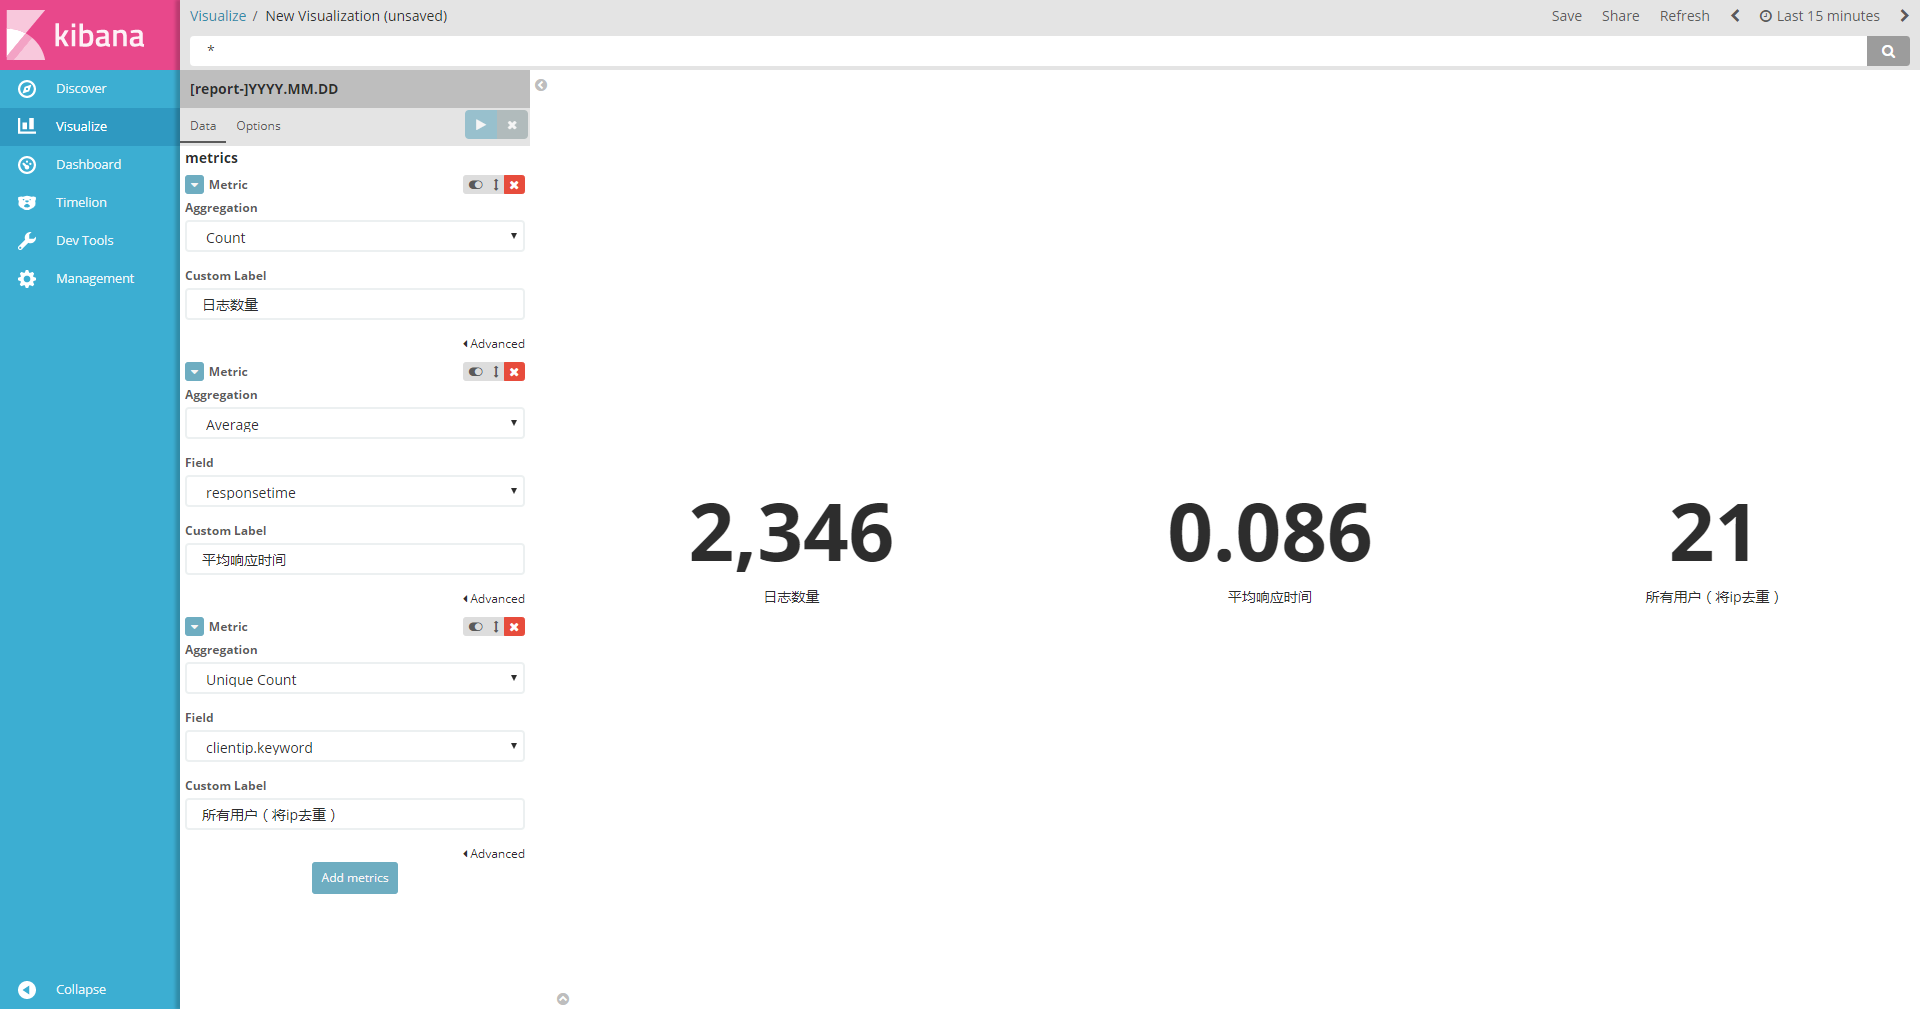 kibana
Discover
Visualize
Dashboard
Timelion
Dev Tools
Management
Collapse
Visualize / New Visualization (unsaved)
Save Share Refresh Last 15 minutes
*
[report-]YYYY.MM.DD
Data Options
metrics
Metric
Aggregation
Count
Custom Label
日志数量
Advanced
Metric
Aggregation
Average
Field
responsetime
Custom Label
平均响应时间
Advanced
Metric
Aggregation
Unique Count
Field
clientip.keyword
Custom Label
所有用户（将ip去重）
Advanced
Add metrics
2,346
日志数量
0.086
平均响应时间
21
所有用户（将ip去重）